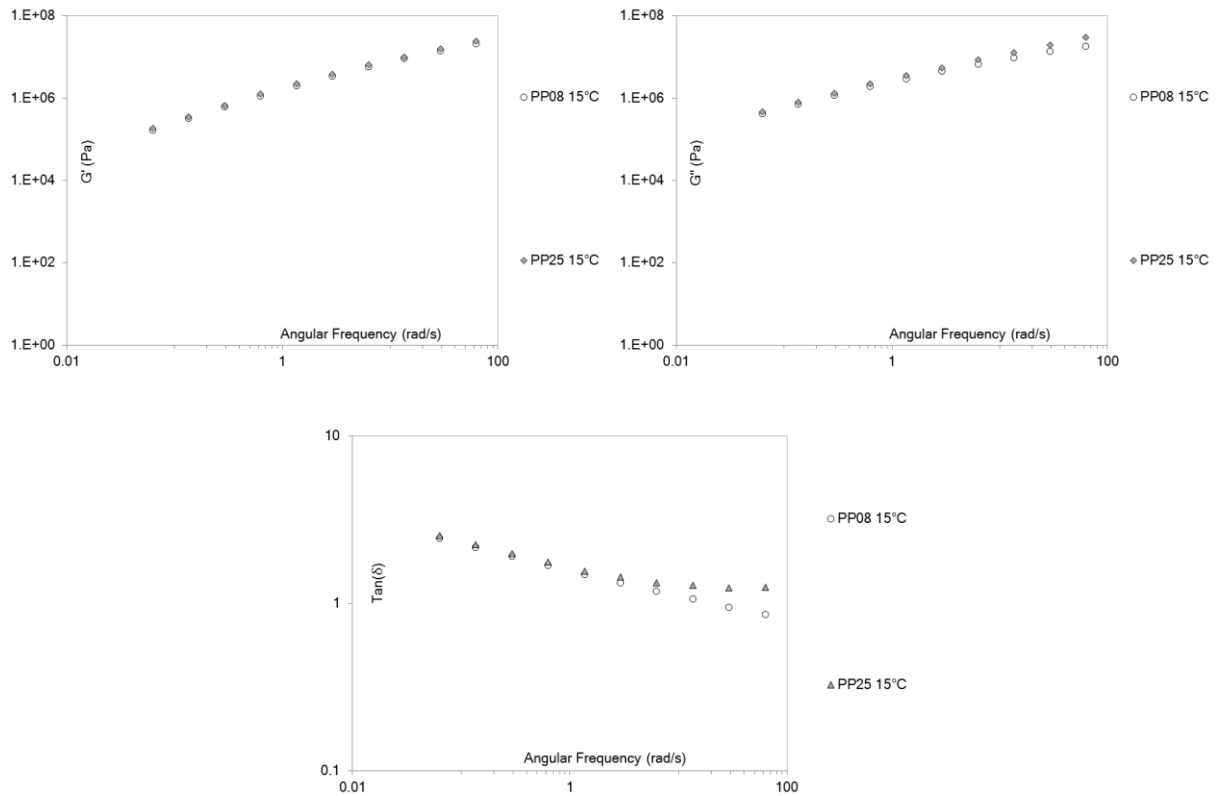 1.E+08
1.E+06
1.E+04
1.E+02
1.E+00
G' (Pa)
Angular Frequency (rad/s)
0.01
1
100
PP08 15°C
PP25 15°C
1.E+08
1.E+06
1.E+04
1.E+02
1.E+00
G'' (Pa)
Angular Frequency (rad/s)
0.01
1
100
PP08 15°C
PP25 15°C
10
1
0.1
Tan(δ)
Angular Frequency (rad/s)
0.01
1
100
PP08 15°C
PP25 15°C